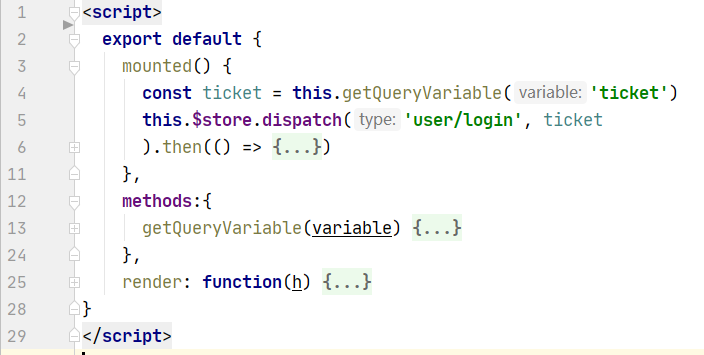 1 <script>
2 export default {
3 mounted() {
4 const ticket = this.getQueryVariable( variable: 'ticket')
5 this.$store.dispatch( type: 'user/login', ticket
6 ).then(() => {...})
11 },
12 methods:{
13 getQueryVariable(variable) {...}
24 },
25 render: function(h) {...}
28 }
29 </script>